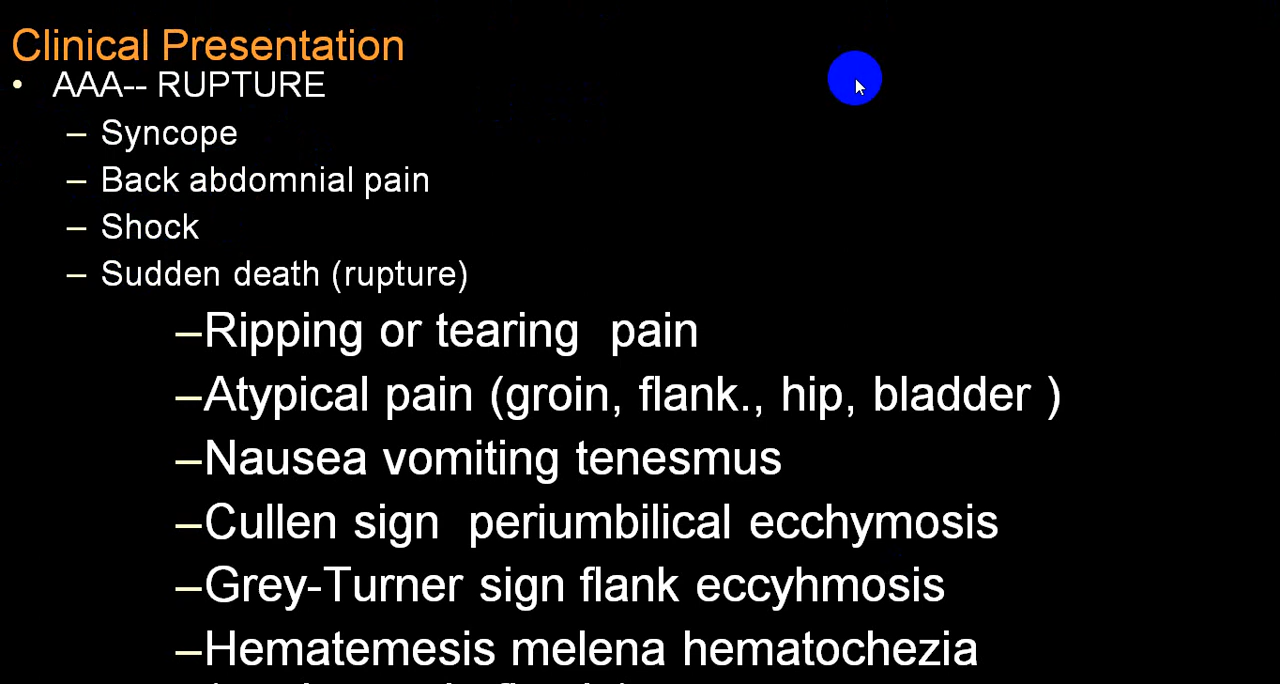 Clinical Presentation
• AAA-- RUPTURE
– Syncope
– Back abdomnial pain
– Shock
– Sudden death (rupture)
–Ripping or tearing  pain
–Atypical pain (groin, flank., hip, bladder )
–Nausea vomiting tenesmus
–Cullen sign  periumbilical ecchymosis
–Grey-Turner sign flank eccyhmosis
–Hematemesis melena hematochezia